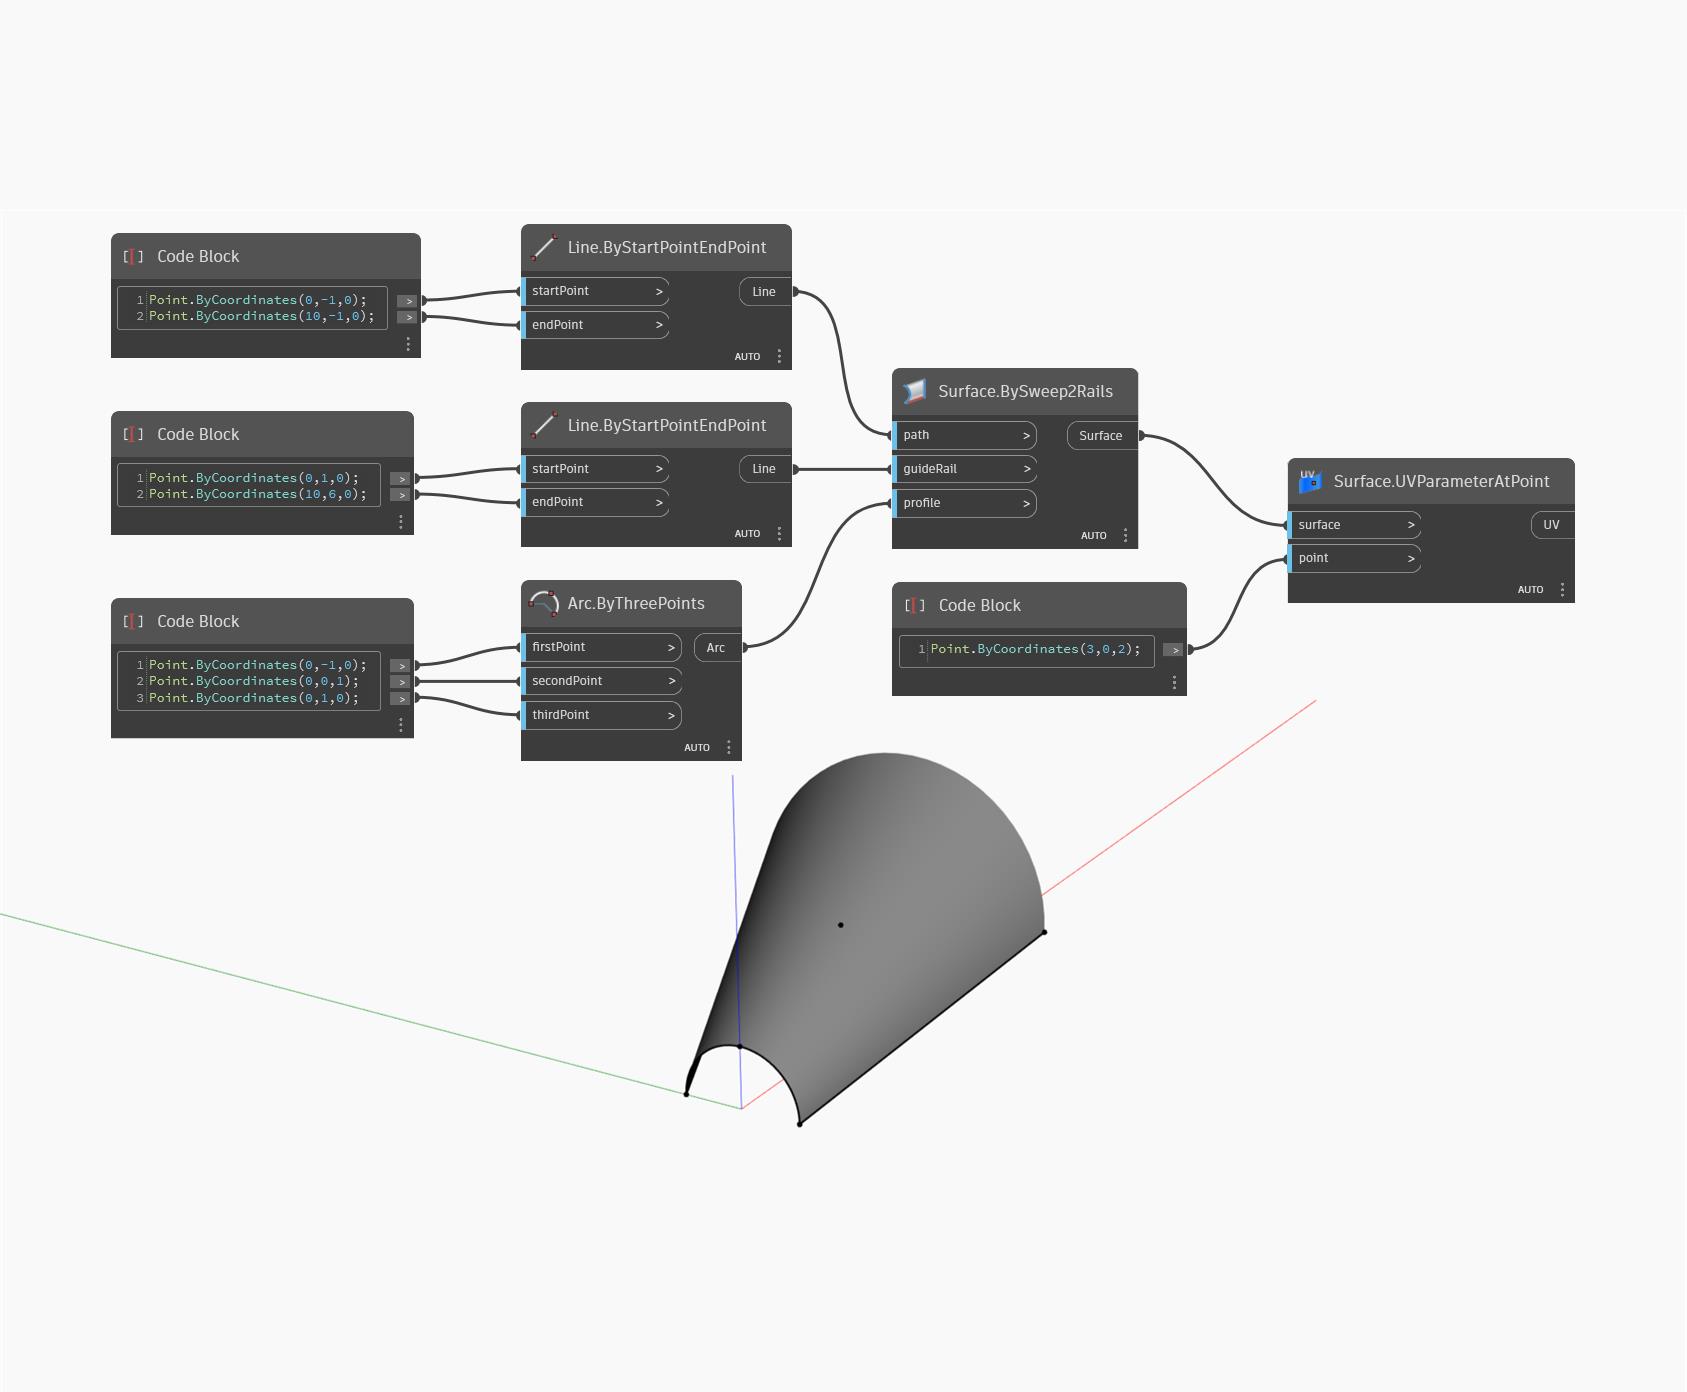 Code Block
1 Point.ByCoordinates(0,-1,0); >
2 Point.ByCoordinates(10,-1,0); >
Line.ByStartPointEndPoint
startPoint > Line
endPoint >
AUTO
Code Block
1 Point.ByCoordinates(0,1,0); >
2 Point.ByCoordinates(10,6,0); >
Line.ByStartPointEndPoint
startPoint > Line
endPoint >
AUTO
Code Block
1 Point.ByCoordinates(0,-1,0); >
2 Point.ByCoordinates(0,0,1); >
3 Point.ByCoordinates(0,1,0); >
Arc.ByThreePoints
firstPoint > Arc
secondPoint >
thirdPoint >
AUTO
Surface.BySweep2Rails
path > Surface
guideRail >
profile >
AUTO
Code Block
1 Point.ByCoordinates(3,0,2); >
UV
Surface.UVParameterAtPoint
surface > UV
point >
AUTO